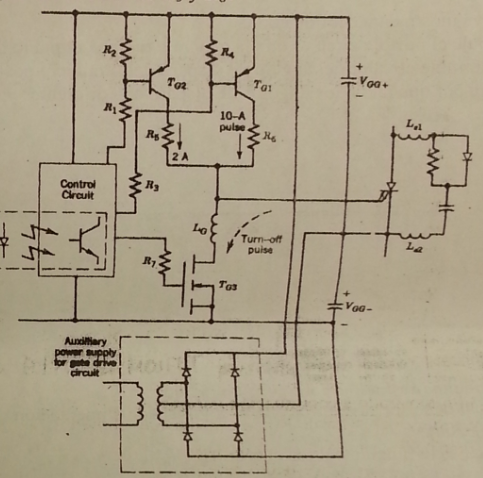 R2
R4
TG2
TG1
+
VGG+
−
R1
R5
10-A
pulse
R6
2 A
Ls1
Control
Circuit
R3
LG
Turn-off
pulse
Ls2
R7
TG3
+
VGG−
−
Auxiliary
power supply
for gate drive
circuit